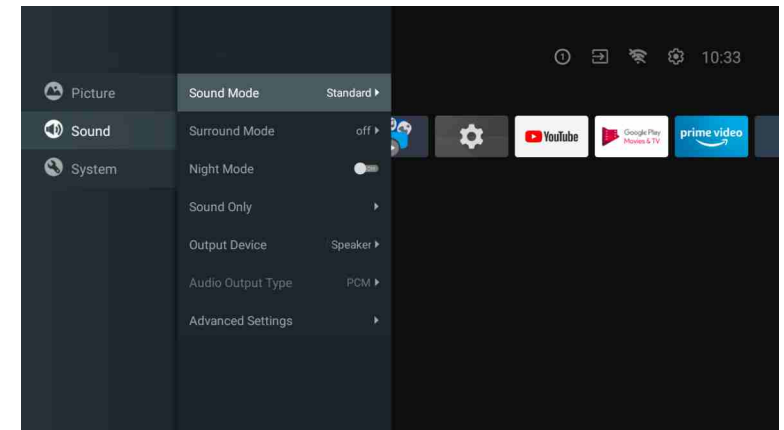 1
10:33
Picture
Sound
System
Sound Mode Standard
Surround Mode off
Night Mode
Sound Only
Output Device Speaker
Audio Output Type PCM
Advanced Settings
YouTube
Google Play
Movies & TV
prime video